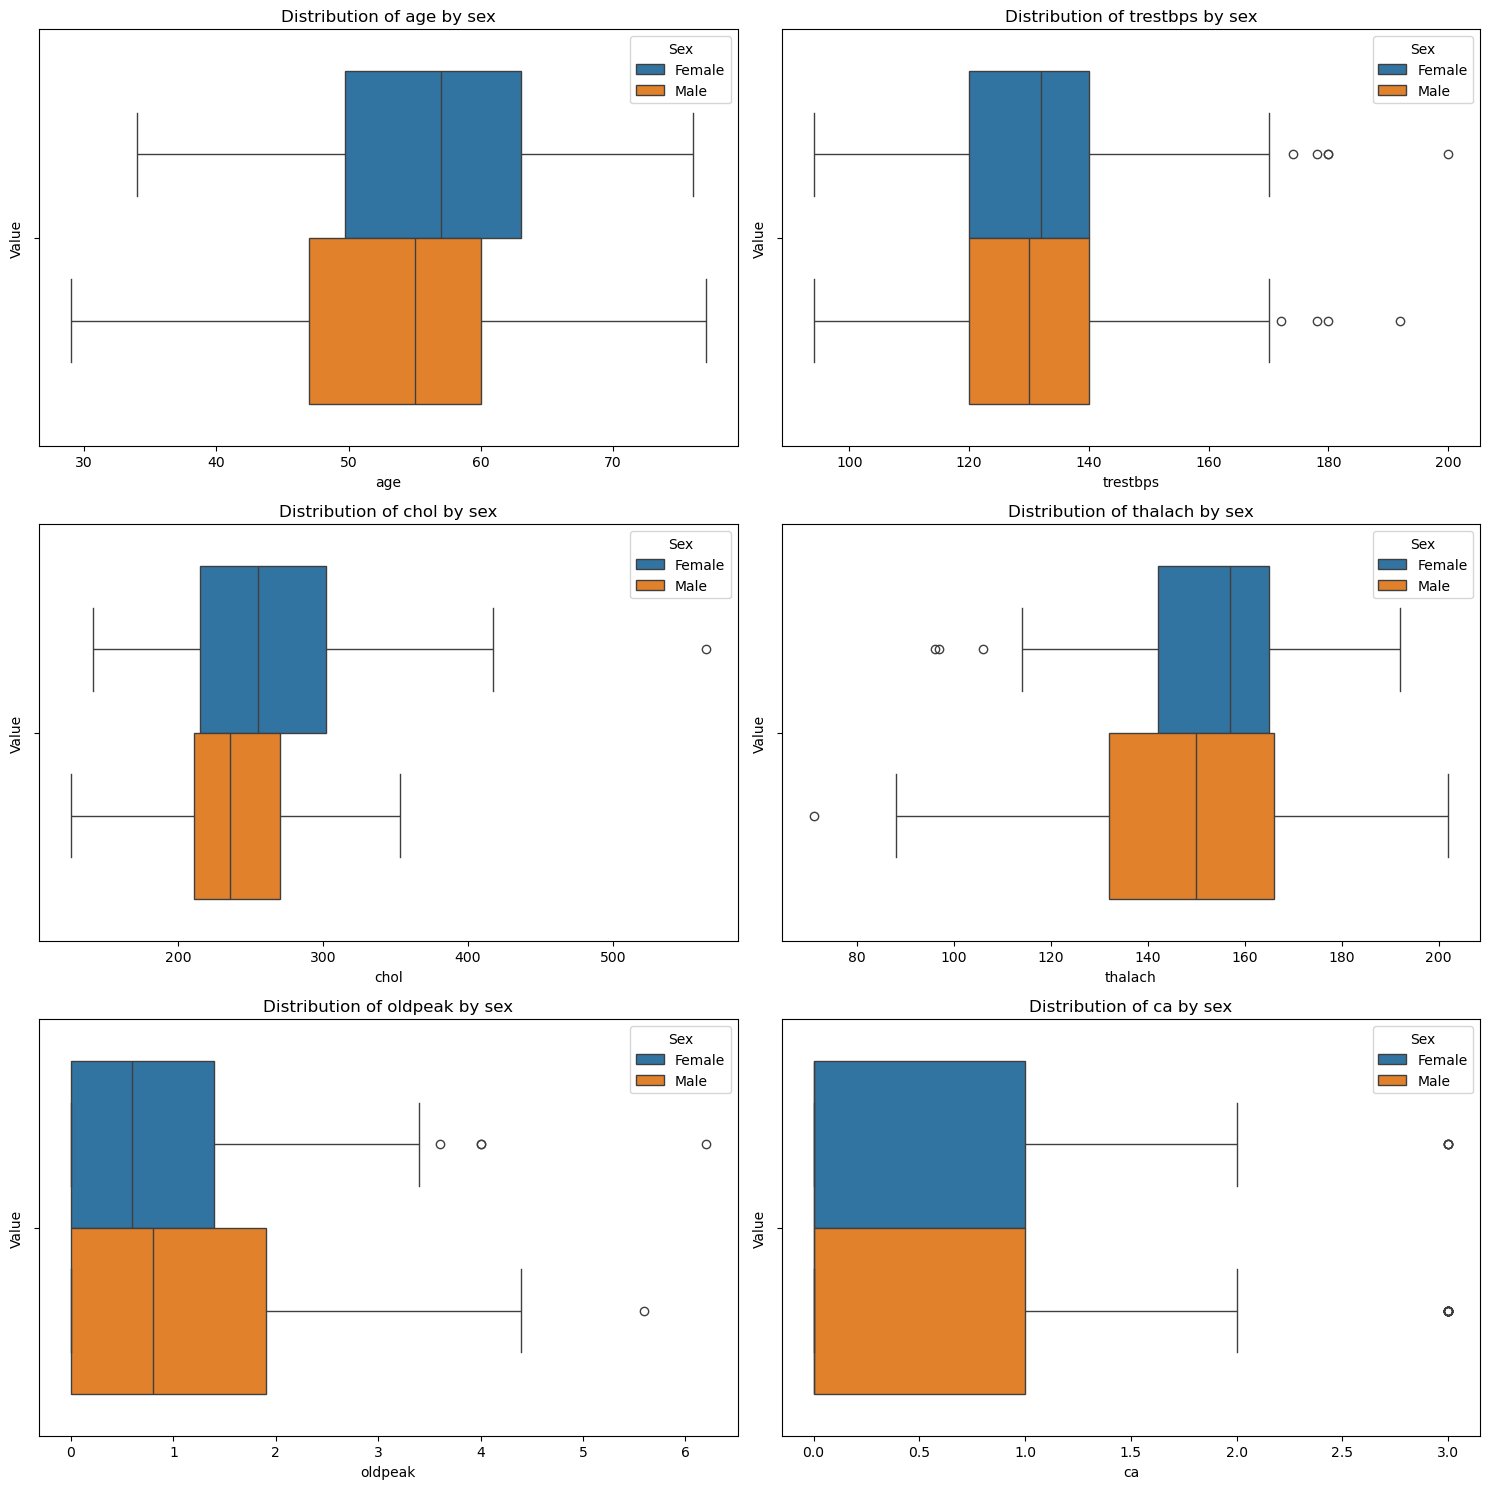 Distribution of age by sex
Sex
Female
Male
Value
30 40 50 60 70
age
Distribution of trestbps by sex
Sex
Female
Male
Value
100 120 140 160 180 200
trestbps
Distribution of chol by sex
Sex
Female
Male
Value
200 300 400 500
chol
Distribution of thalach by sex
Sex
Female
Male
Value
80 100 120 140 160 180 200
thalach
Distribution of oldpeak by sex
Sex
Female
Male
Value
0 1 2 3 4 5 6
oldpeak
Distribution of ca by sex
Sex
Female
Male
Value
0.0 0.5 1.0 1.5 2.0 2.5 3.0
ca